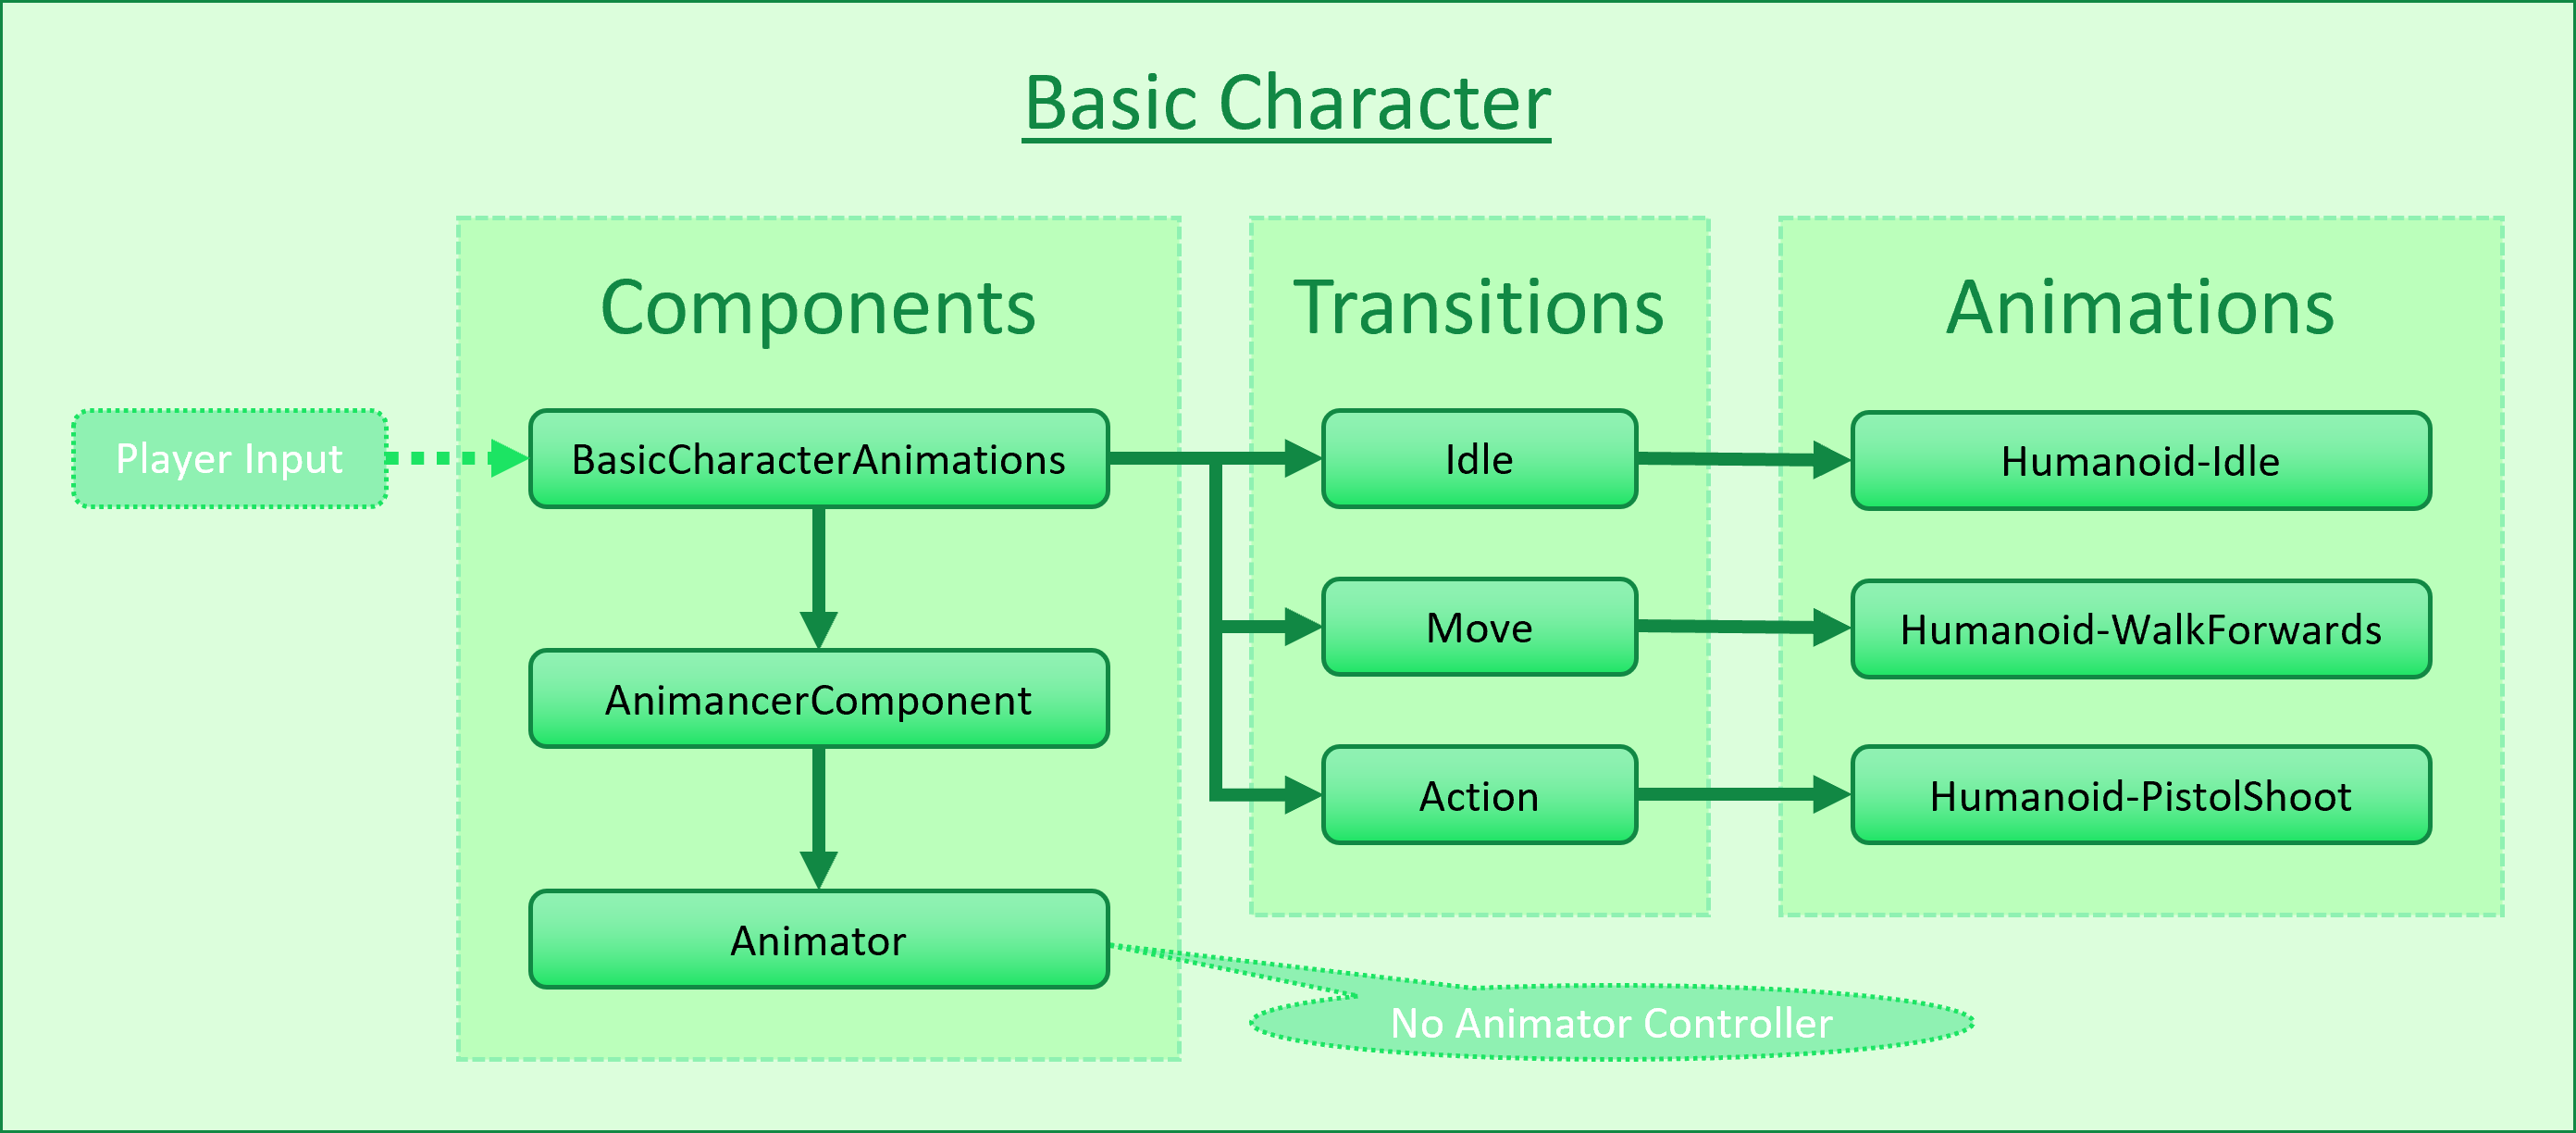 Basic Character
Components
Transitions
Animations
Player Input
BasicCharacterAnimations
Idle
Humanoid-Idle
Move
Humanoid-WalkForwards
AnimancerComponent
Action
Humanoid-PistolShoot
Animator
No Animator Controller